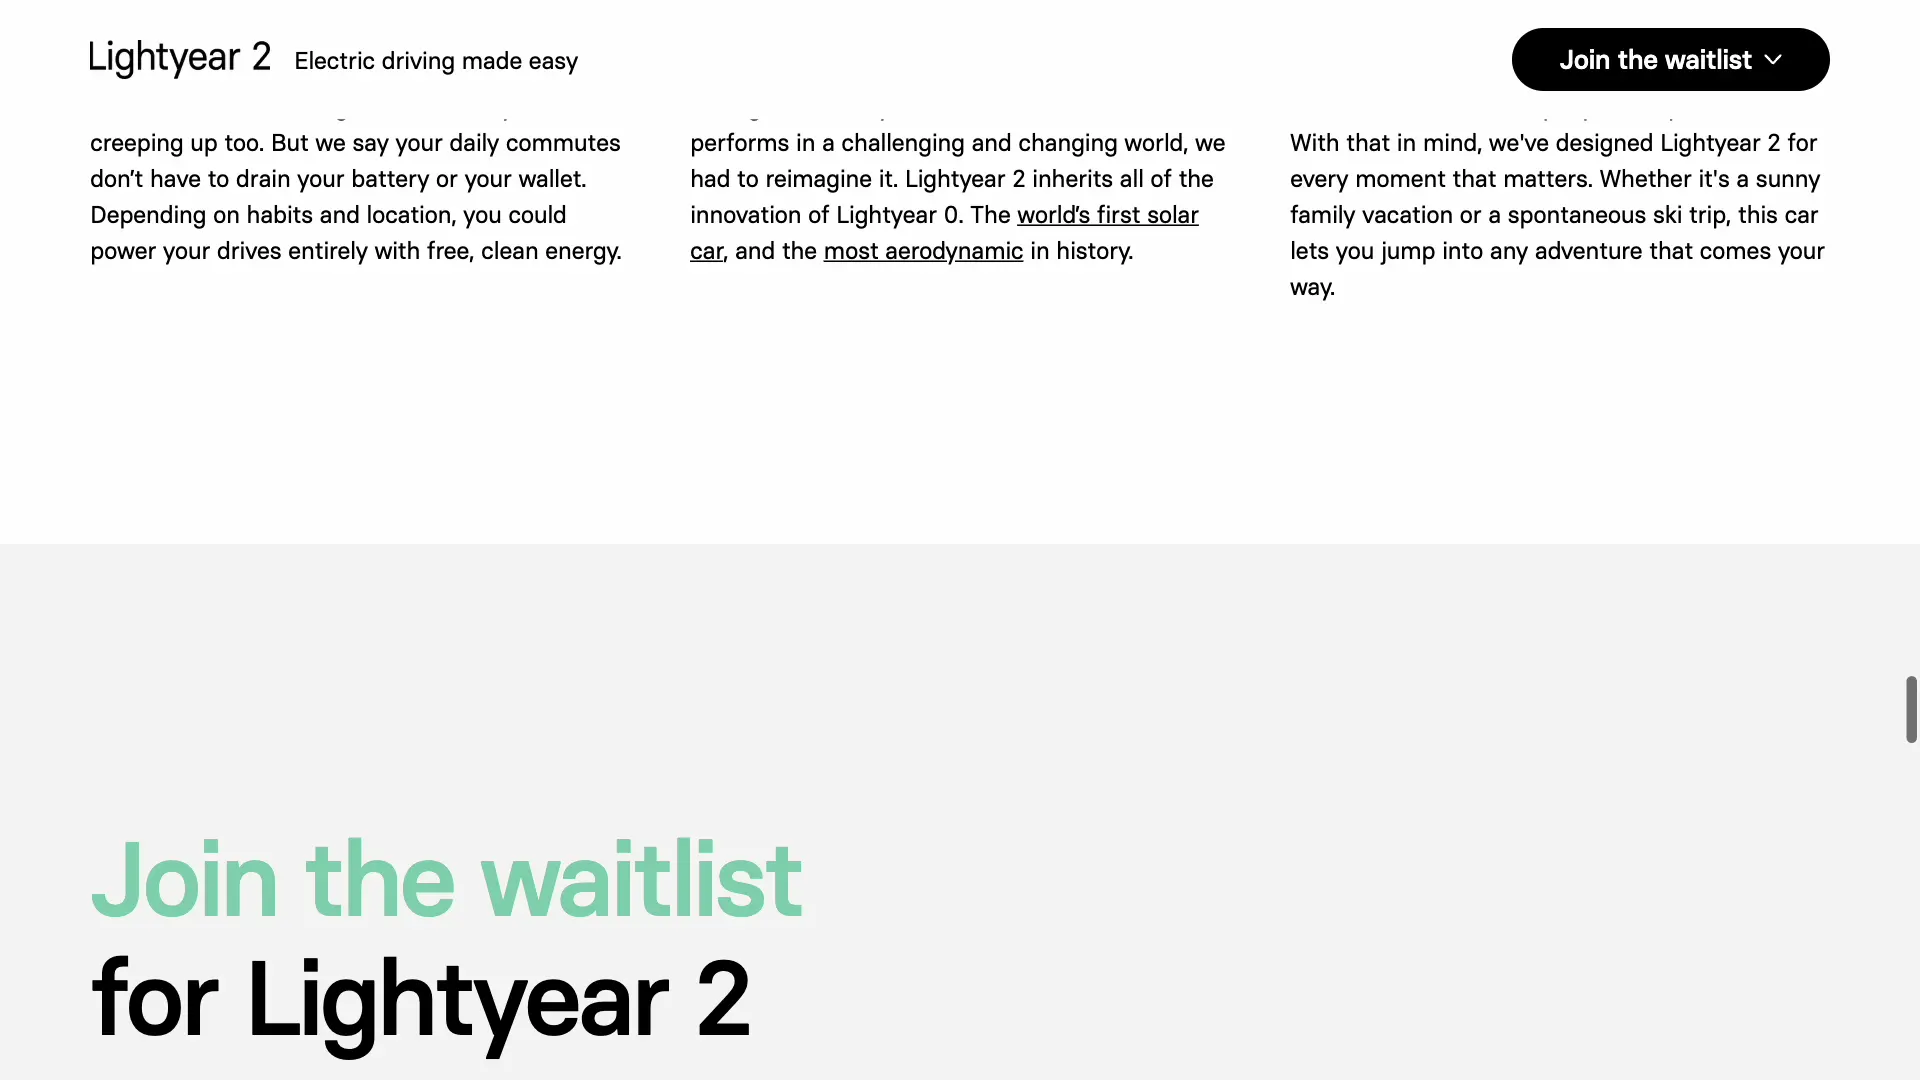 Lightyear 2 Electric driving made easy
Join the waitlist
creeping up too. But we say your daily commutes
don’t have to drain your battery or your wallet.
Depending on habits and location, you could
power your drives entirely with free, clean energy.
performs in a challenging and changing world, we
had to reimagine it. Lightyear 2 inherits all of the
innovation of Lightyear 0. The world’s first solar
car, and the most aerodynamic in history.
With that in mind, we've designed Lightyear 2 for
every moment that matters. Whether it's a sunny
family vacation or a spontaneous ski trip, this car
lets you jump into any adventure that comes your
way.
Join the waitlist
for Lightyear 2